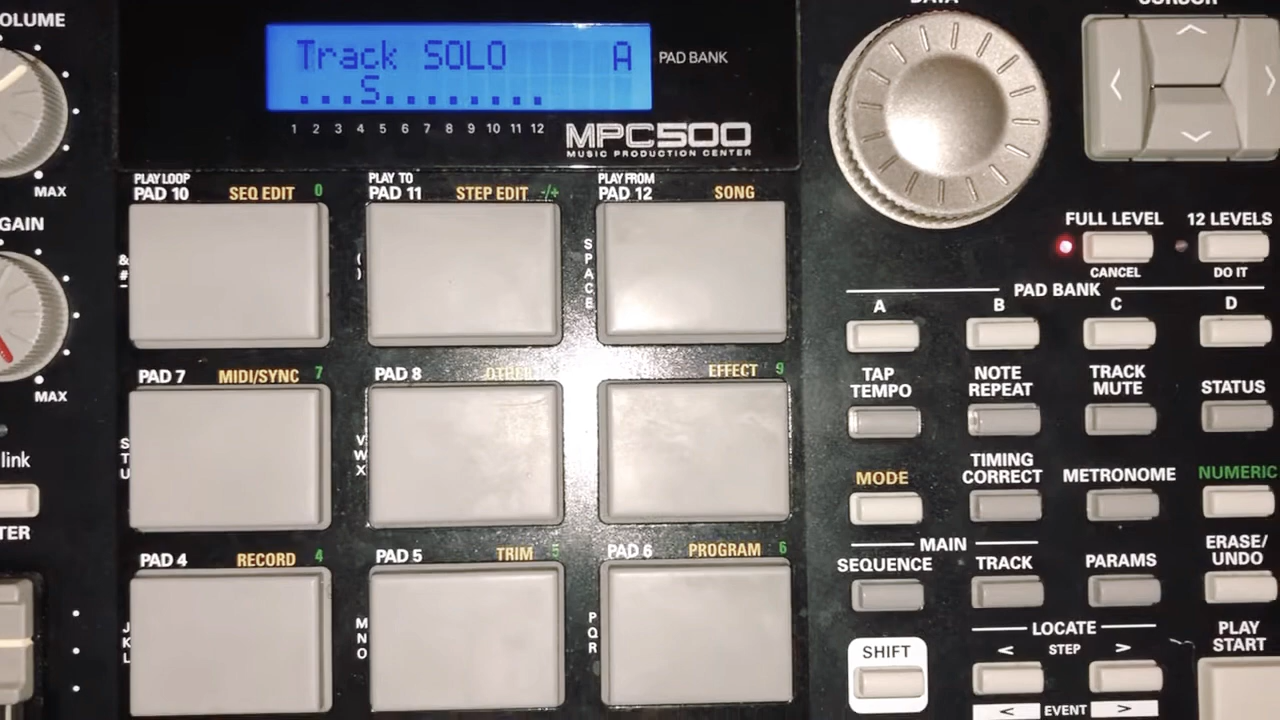 OLUME
MAX
GAIN
MAX
link
TER
Track SOLO A
...S........
PAD BANK
1 2 3 4 5 6 7 8 9 10 11 12
MPC500
MUSIC PRODUCTION CENTER
DATA
CURSOR
PLAY LOOP
PAD 10 SEQ EDIT 0
PLAY TO
PAD 11 STEP EDIT -/+
PLAY FROM
PAD 12 SONG
& # -
( )
SPACE
PAD 7 MIDI/SYNC 7
PAD 8 OTHER
EFFECT 9
STU
VWX
PAD 4 RECORD 4
PAD 5 TRIM 5
PAD 6 PROGRAM 6
JKL
MNO
PQR
FULL LEVEL
CANCEL
12 LEVELS
DO IT
PAD BANK
A B C D
TAP TEMPO
NOTE REPEAT
TRACK MUTE
STATUS
MODE
TIMING CORRECT
METRONOME
NUMERIC
MAIN
SEQUENCE
TRACK
PARAMS
ERASE/
UNDO
LOCATE
SHIFT
< STEP >
PLAY
START
< EVENT >